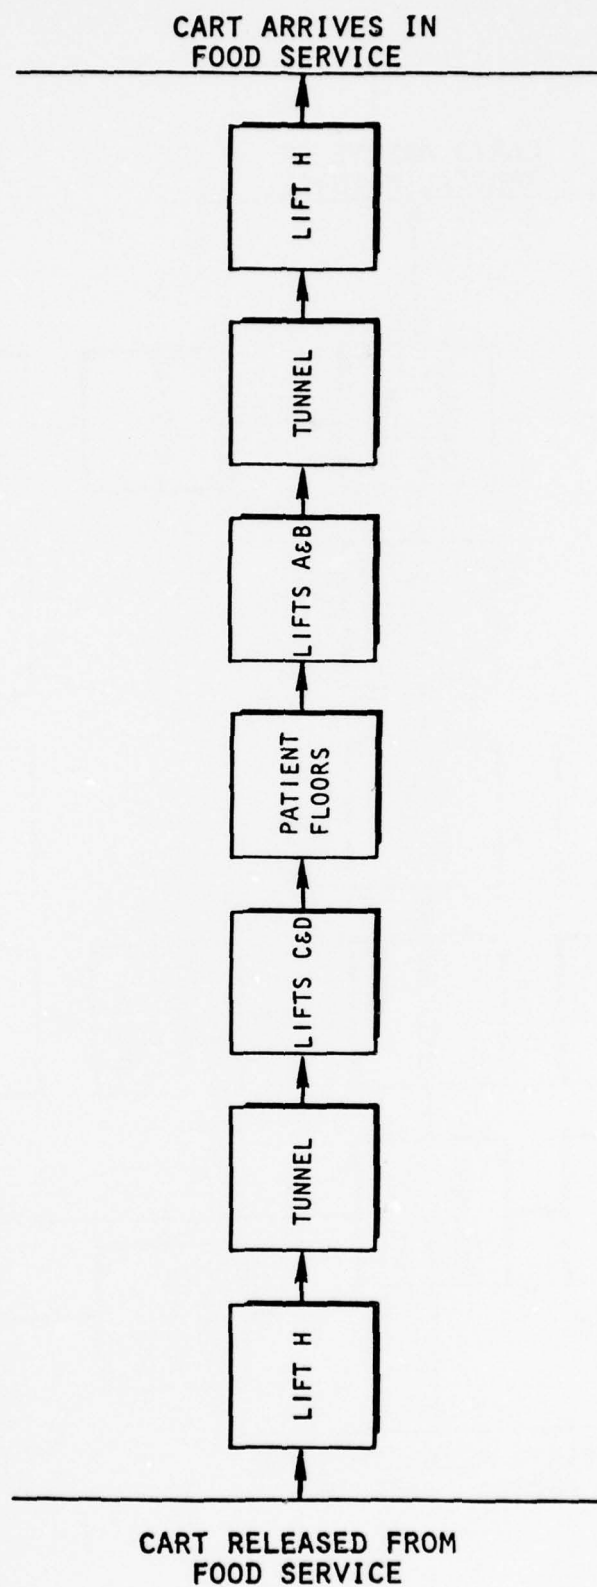 CART ARRIVES IN
FOOD SERVICE
LIFT H
TUNNEL
LIFTS A&B
PATIENT
FLOORS
LIFTS C&D
TUNNEL
LIFT H
CART RELEASED FROM
FOOD SERVICE